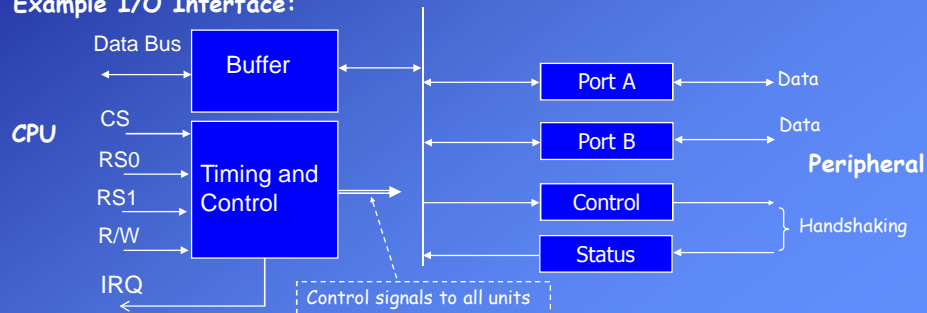 Example I/O Interface:
Data Bus
Buffer
Port A
Data
CPU
CS
Port B
Data
RS0
Timing and
Control
Peripheral
RS1
Control
R/W
Handshaking
Status
IRQ
Control signals to all units